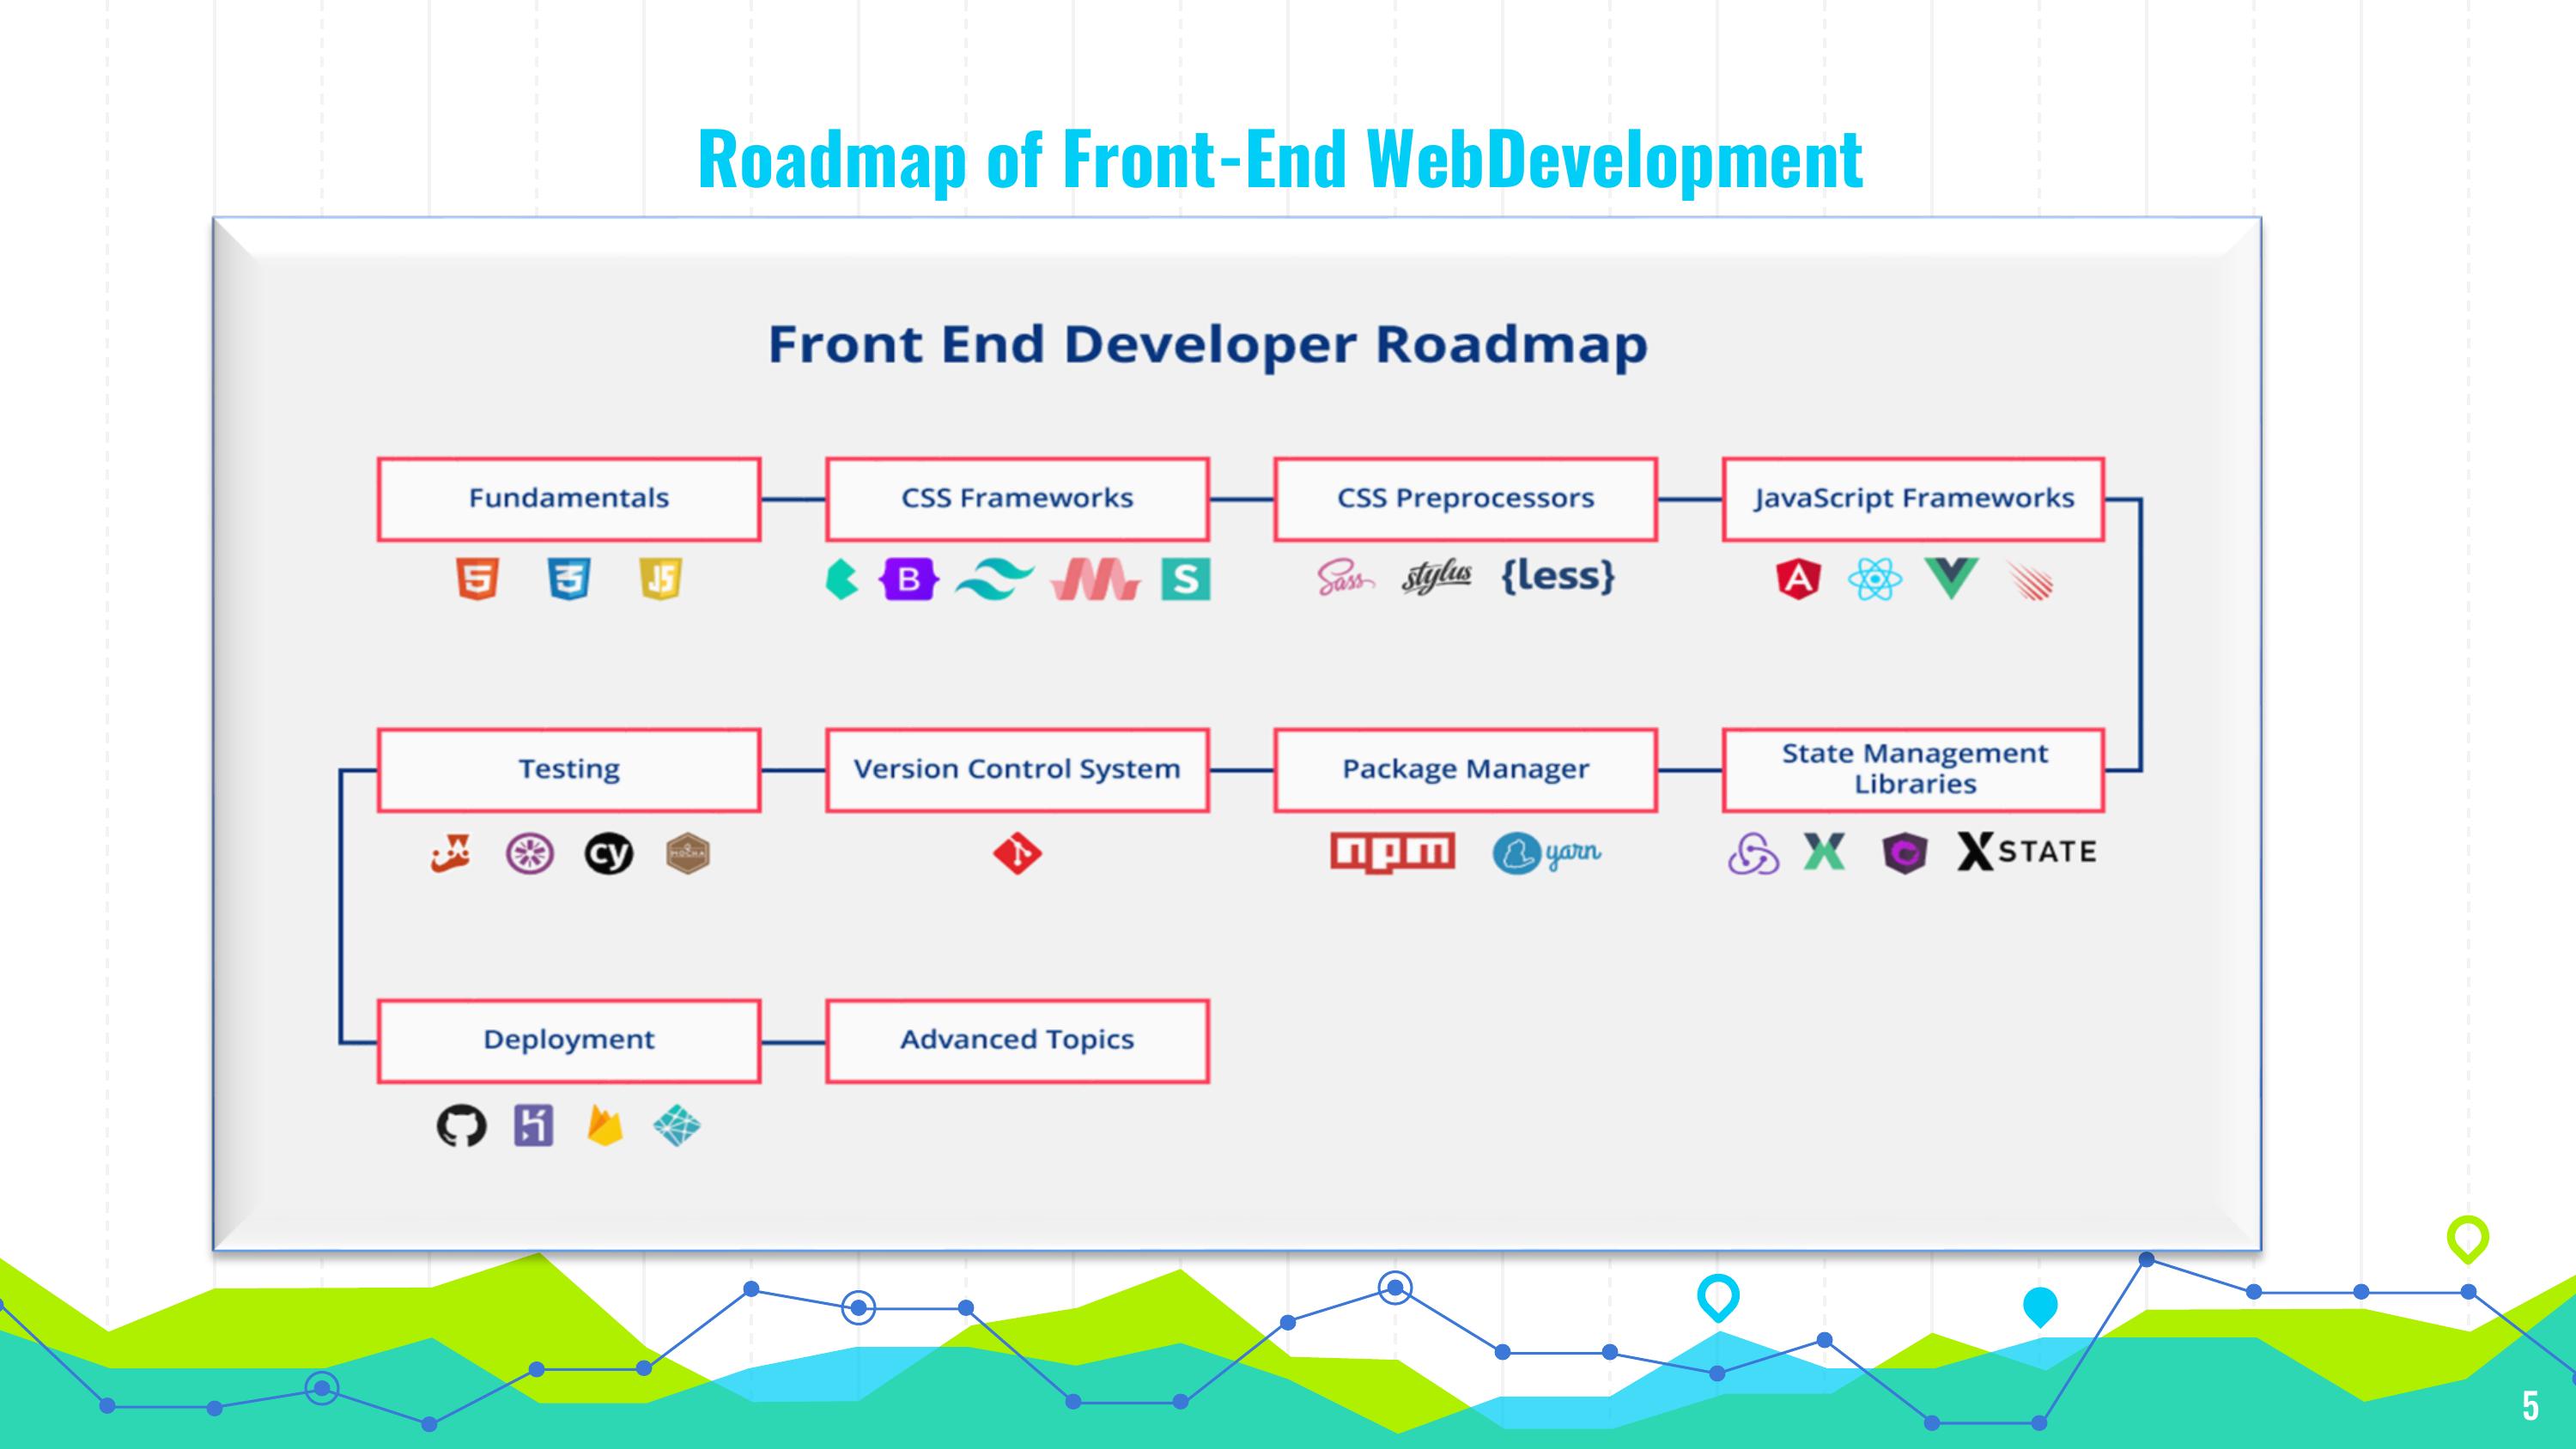 Roadmap of Front-End WebDevelopment
Front End Developer Roadmap
Fundamentals
CSS Frameworks
CSS Preprocessors
JavaScript Frameworks
5
3
JS
B
S
Sass
stylus
{less}
A
Testing
Version Control System
Package Manager
State Management
Libraries
cy
MOCHA
npm
yarn
XSTATE
Deployment
Advanced Topics
5